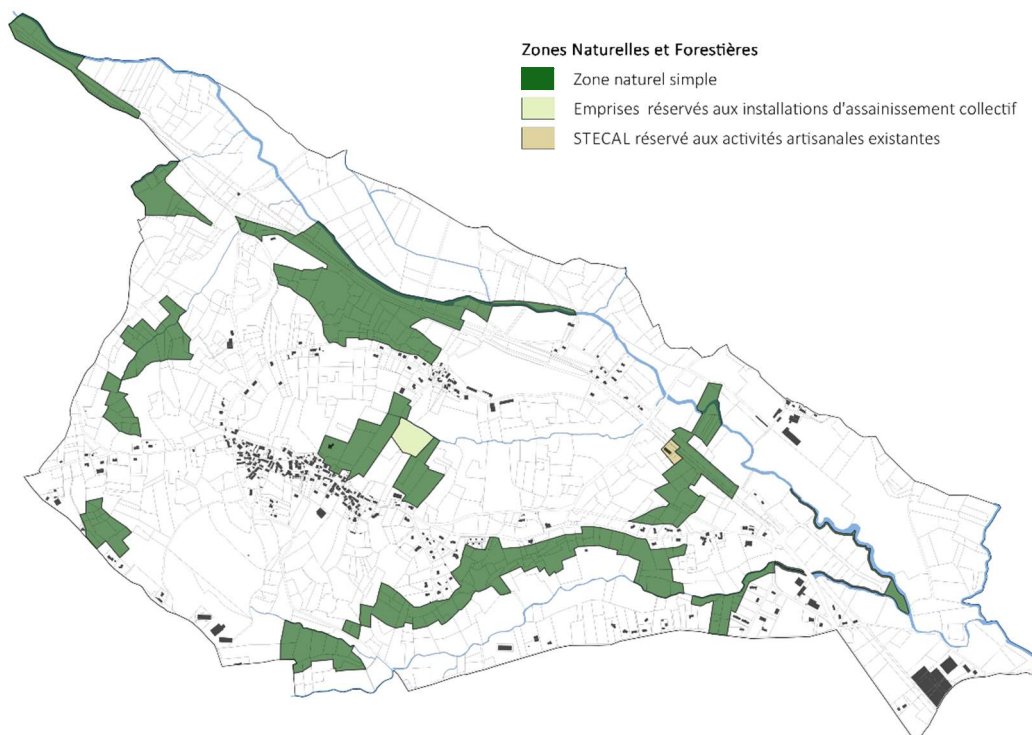 Zones Naturelles et Forestières
Zone naturel simple
Emprises réservés aux installations d'assainissement collectif
STECAL réservé aux activités artisanales existantes